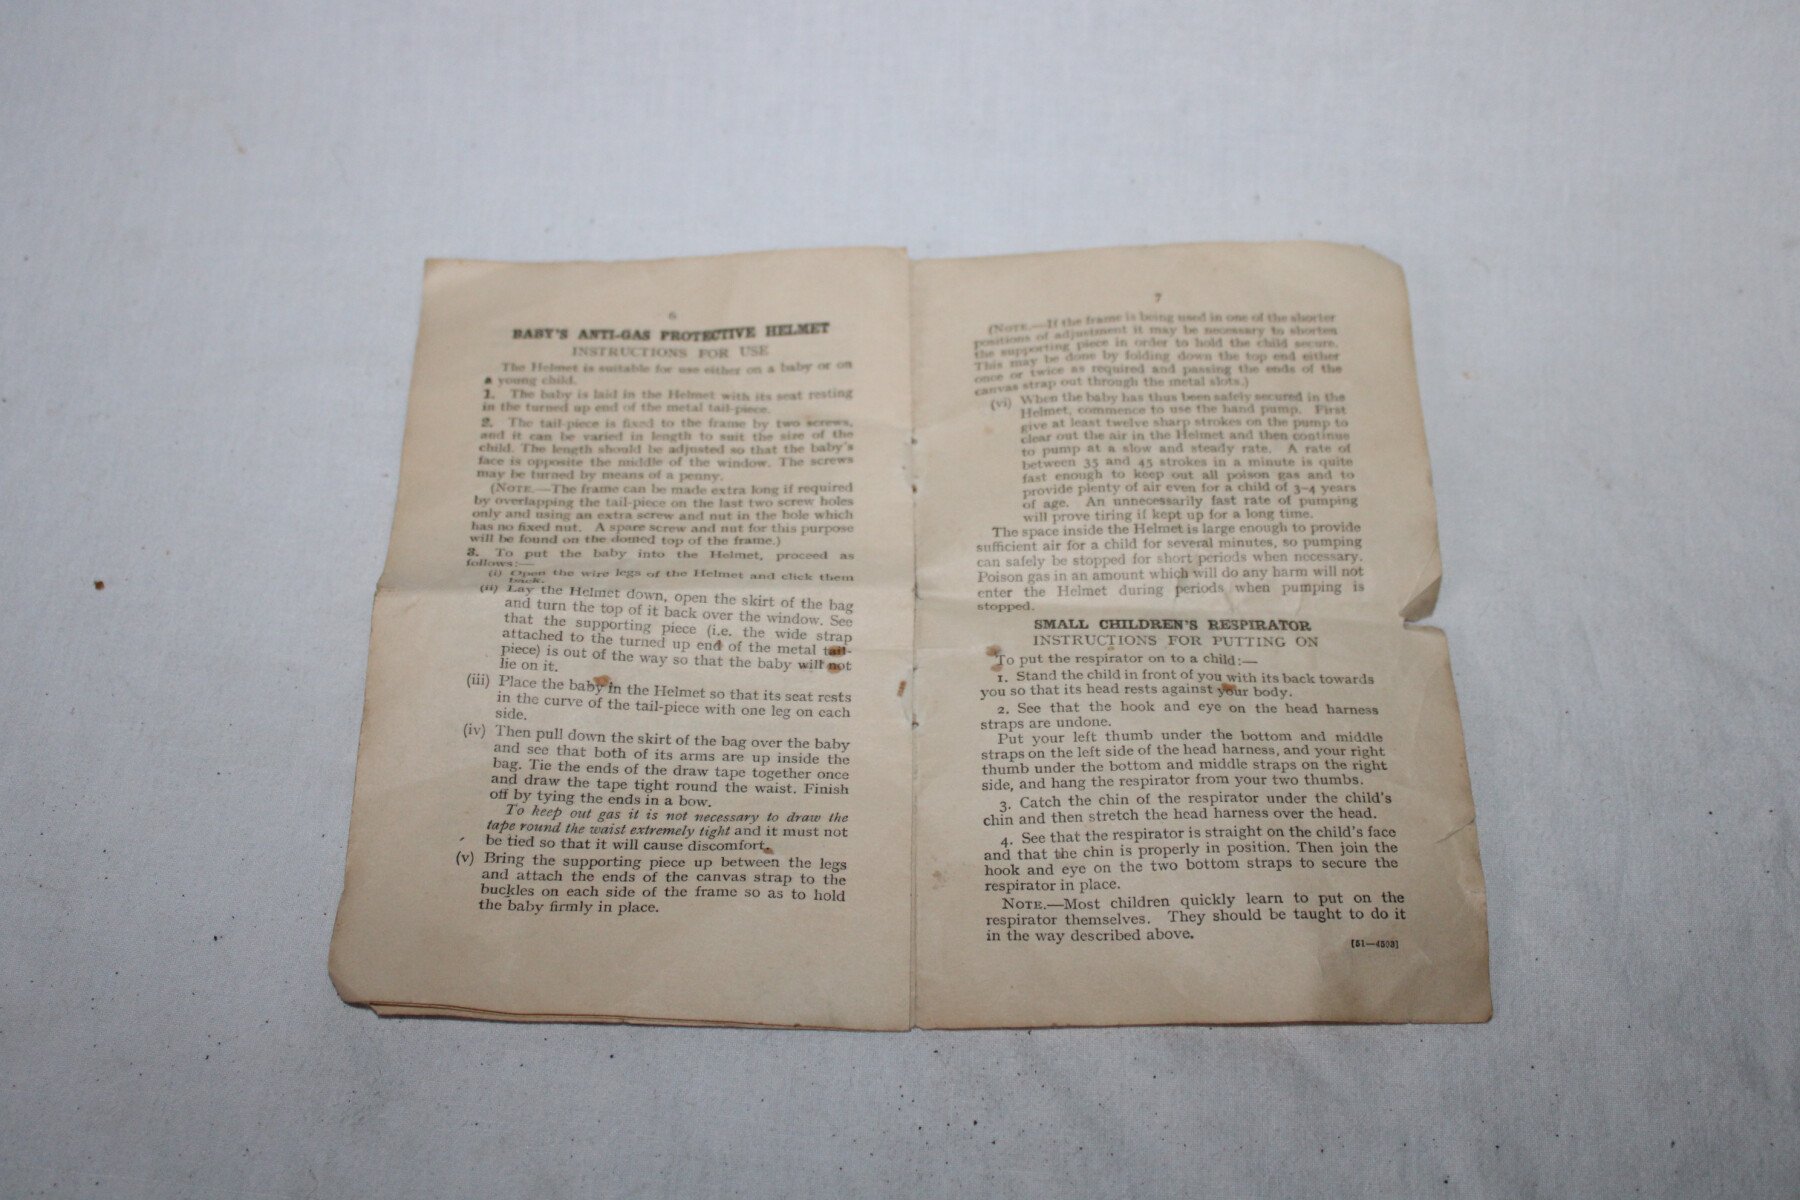 6
BABY'S ANTI-GAS PROTECTIVE HELMET
INSTRUCTIONS FOR USE
The Helmet is suitable for use either on a baby or on
a young child.
1. The baby is laid in the Helmet with its seat resting
in the turned up end of the metal tail-piece.
2. The tail-piece is fixed to the frame by two screws,
and it can be varied in length to suit the size of the
child. The length should be adjusted so that the baby's
face is opposite the middle of the window. The screws
may be turned by means of a penny.
(NOTE.—The frame can be made extra long if required
by overlapping the tail-piece on the last two screw holes
only and using an extra screw and nut in the hole which
has no fixed nut. A spare screw and nut for this purpose
will be found on the domed top of the frame.)
3. To put the baby into the Helmet, proceed as
follows:—
(i) Open the wire legs of the Helmet and click them
back.
(ii) Lay the Helmet down, open the skirt of the bag
and turn the top of it back over the window. See
that the supporting piece (i.e. the wide strap
attached to the turned up end of the metal tail-
piece) is out of the way so that the baby will not
lie on it.
(iii) Place the baby in the Helmet so that its seat rests
in the curve of the tail-piece with one leg on each
side.
(iv) Then pull down the skirt of the bag over the baby
and see that both of its arms are up inside the
bag. Tie the ends of the draw tape together once
and draw the tape tight round the waist. Finish
off by tying the ends in a bow.
To keep out gas it is not necessary to draw the
tape round the waist extremely tight and it must not
be tied so that it will cause discomfort.
(v) Bring the supporting piece up between the legs
and attach the ends of the canvas strap to the
buckles on each side of the frame so as to hold
the baby firmly in place.
7
(NOTE.—If the frame is being used in one of the shorter
positions of adjustment it may be necessary to shorten
the supporting piece in order to hold the child secure.
This may be done by folding down the top end either
once or twice as required and passing the ends of the
canvas strap out through the metal slots.)
(vi) When the baby has thus been safely secured in the
Helmet, commence to use the hand pump. First
give at least twelve sharp strokes on the pump to
clear out the air in the Helmet and then continue
to pump at a slow and steady rate. A rate of
between 35 and 45 strokes in a minute is quite
fast enough to keep out all poison gas and to
provide plenty of air even for a child of 3-4 years
of age. An unnecessarily fast rate of pumping
will prove tiring if kept up for a long time.
The space inside the Helmet is large enough to provide
sufficient air for a child for several minutes, so pumping
can safely be stopped for short periods when necessary.
Poison gas in an amount which will do any harm will not
enter the Helmet during periods when pumping is
stopped.
SMALL CHILDREN'S RESPIRATOR
INSTRUCTIONS FOR PUTTING ON
To put the respirator on to a child:—
1. Stand the child in front of you with its back towards
you so that its head rests against your body.
2. See that the hook and eye on the head harness
straps are undone.
Put your left thumb under the bottom and middle
straps on the left side of the head harness, and your right
thumb under the bottom and middle straps on the right
side, and hang the respirator from your two thumbs.
3. Catch the chin of the respirator under the child's
chin and then stretch the head harness over the head.
4. See that the respirator is straight on the child's face
and that the chin is properly in position. Then join the
hook and eye on the two bottom straps to secure the
respirator in place.
NOTE.—Most children quickly learn to put on the
respirator themselves. They should be taught to do it
in the way described above.
[51—4503]